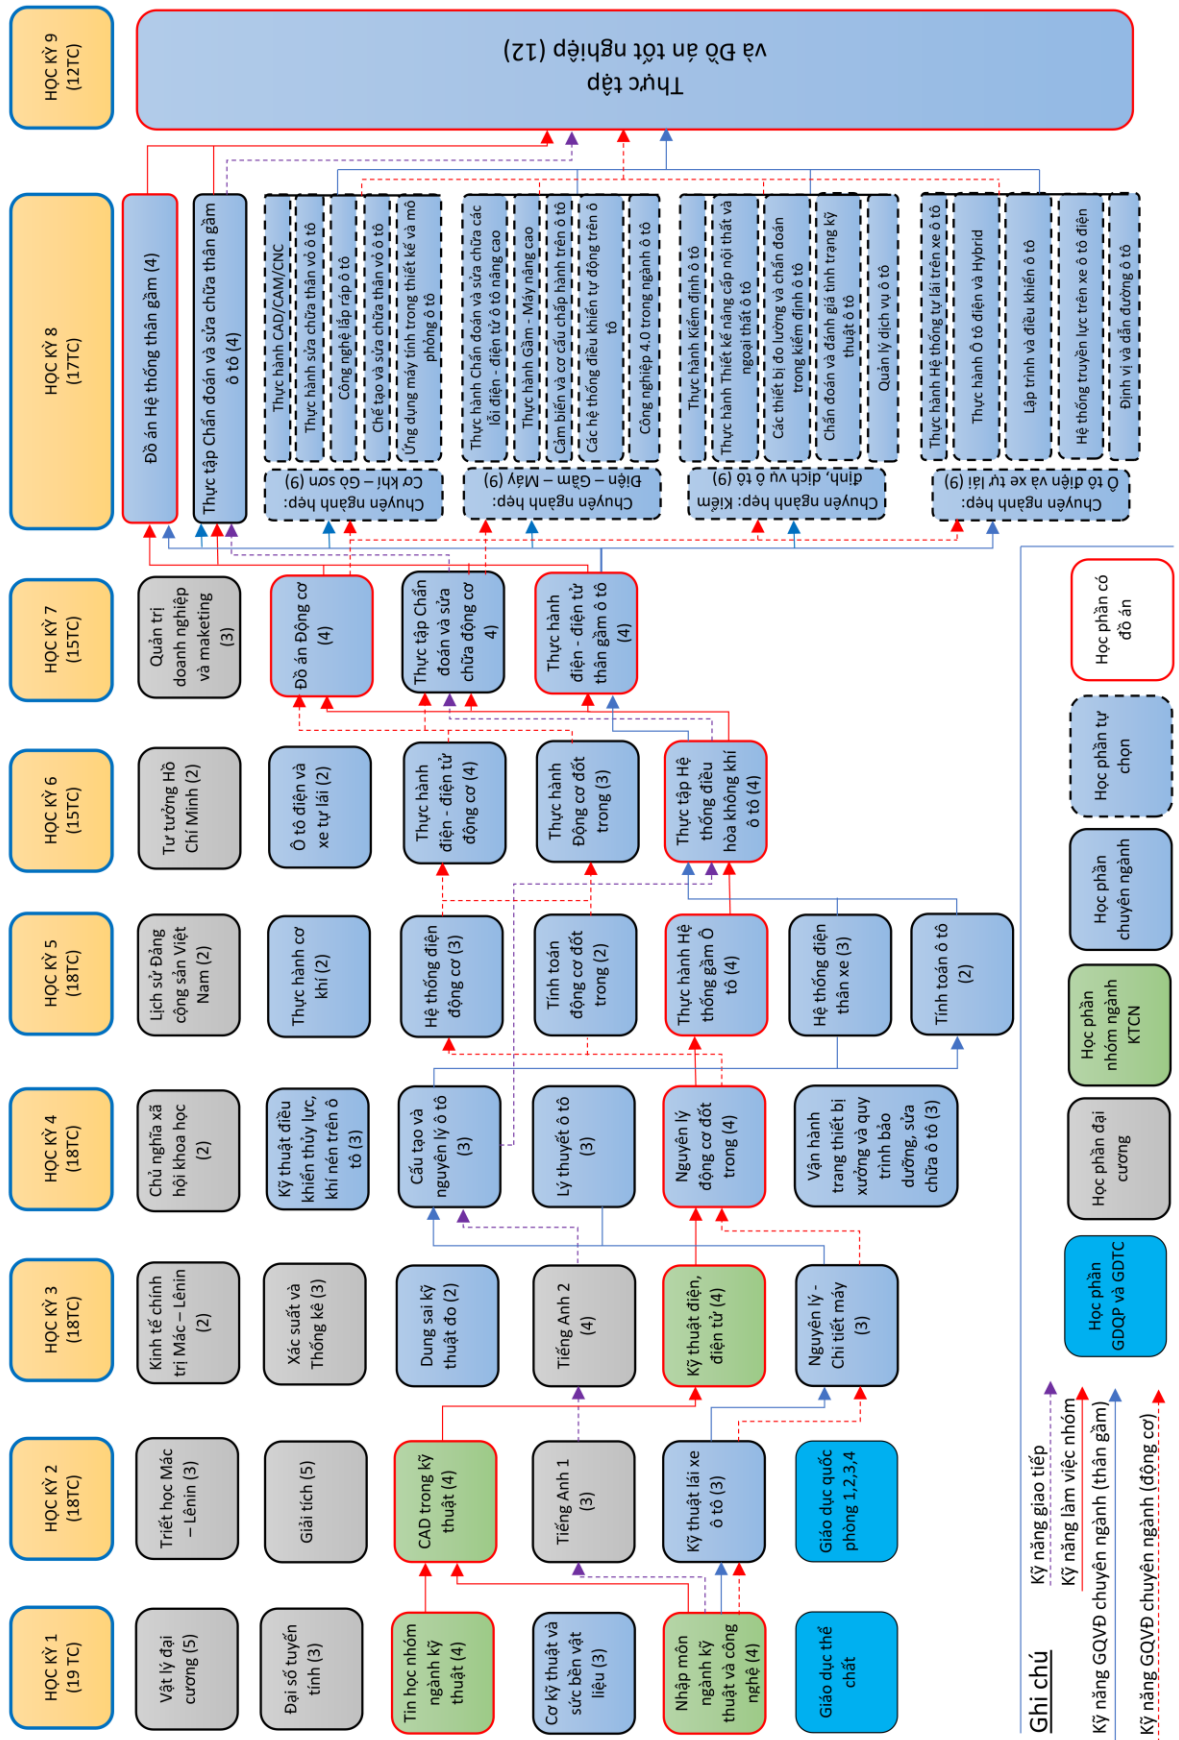 HỌC KỲ 1
(19 TC)
Vật lý đại
cương (5)
Đại số tuyến
tính (3)
Tin học nhóm
ngành kỹ
thuật (4)
Cơ kỹ thuật và
sức bền vật
liệu (3)
Nhập môn
ngành kỹ
thuật và công
nghệ (4)
Giáo dục thể
chất
HỌC KỲ 2
(18TC)
Triết học Mác
– Lênin (3)
Giải tích (5)
CAD trong kỹ
thuật (4)
Tiếng Anh 1
(3)
Kỹ thuật lái xe
ô tô (3)
Giáo dục quốc
phòng 1,2,3,4
HỌC KỲ 3
(18TC)
Kinh tế chính
trị Mác – Lênin
(2)
Xác suất và
Thống kê (3)
Dung sai kỹ
thuật đo (2)
Tiếng Anh 2
(4)
Kỹ thuật điện,
điện tử (4)
Nguyên lý -
Chi tiết máy
(3)
HỌC KỲ 4
(18TC)
Chủ nghĩa xã
hội khoa học
(2)
Kỹ thuật điều
khiển thủy lực,
khí nén trên ô
tô (3)
Cấu tạo và
nguyên lý ô tô
(3)
Lý thuyết ô tô
(3)
Nguyên lý
động cơ đốt
trong (4)
Vận hành
trang thiết bị
xưởng và quy
trình bảo
dưỡng, sửa
chữa ô tô (3)
HỌC KỲ 5
(18TC)
Lịch sử Đảng
cộng sản Việt
Nam (2)
Thực hành cơ
khí (2)
Hệ thống điện
động cơ (3)
Tính toán
động cơ đốt
trong (2)
Thực hành Hệ
thống gầm Ô
tô (4)
Hệ thống điện
thân xe (3)
Tính toán ô tô
(2)
HỌC KỲ 6
(15TC)
Tư tưởng Hồ
Chí Minh (2)
Ô tô điện và
xe tự lái (2)
Thực hành
điện - điện tử
động cơ (4)
Thực hành
Động cơ đốt
trong (3)
Thực tập Hệ
thống điều
hòa không khí
ô tô (4)
HỌC KỲ 7
(15TC)
Quản trị
doanh nghiệp
và maketing
(3)
Đồ án Động cơ
(4)
Thực tập Chẩn
đoán và sửa
chữa động cơ
4)
Thực hành
điện - điện tử
thân gầm ô tô
(4)
HỌC KỲ 8
(17TC)
Đồ án Hệ thống thân gầm (4)
Thực tập Chẩn đoán và sửa chữa thân gầm
ô tô (4)
Chuyên ngành hẹp:
Cơ khí – Gò sơn (9)
Thực hành CAD/CAM/CNC
Thực hành sửa chữa thân vỏ ô tô
Công nghệ lắp ráp ô tô
Chế tạo và sửa chữa thân vỏ ô tô
Ứng dụng máy tính trong thiết kế và mô
phỏng ô tô
Chuyên ngành hẹp:
Điện – Gầm – Máy (9)
Thực hành Chẩn đoán và sửa chữa các
lỗi điện - điện tử ô tô nâng cao
Thực hành Gầm - Máy nâng cao
Cảm biến và cơ cấu chấp hành trên ô tô
Các hệ thống điều khiển tự động trên ô
tô
Công nghiệp 4.0 trong ngành ô tô
Chuyên ngành hẹp: Kiểm
định, dịch vụ ô tô (9)
Thực hành Kiểm định ô tô
Thực hành Thiết kế nâng cấp nội thất và
ngoại thất ô tô
Các thiết bị đo lường và chẩn đoán
trong kiểm định ô tô
Chẩn đoán và đánh giá tình trạng kỹ
thuật ô tô
Quản lý dịch vụ ô tô
Chuyên ngành hẹp:
Ô tô điện và xe tự lái (9)
Thực hành Hệ thống tự lái trên xe ô tô
Thực hành Ô tô điện và Hybrid
Lập trình và điều khiển ô tô
Hệ thống truyền lực trên xe ô tô điện
Định vị và dẫn đường ô tô
HỌC KỲ 9
(12TC)
Thực tập
và Đồ án tốt nghiệp (12)
Ghi chú
Kỹ năng giao tiếp
Kỹ năng làm việc nhóm
Kỹ năng GQVĐ chuyên ngành (thân gầm)
Kỹ năng GQVĐ chuyên ngành (động cơ)
Học phần
GDQP và GDTC
Học phần đại
cương
Học phần
nhóm ngành
KTCN
Học phần
chuyên ngành
Học phần tự
chọn
Học phần có
đồ án